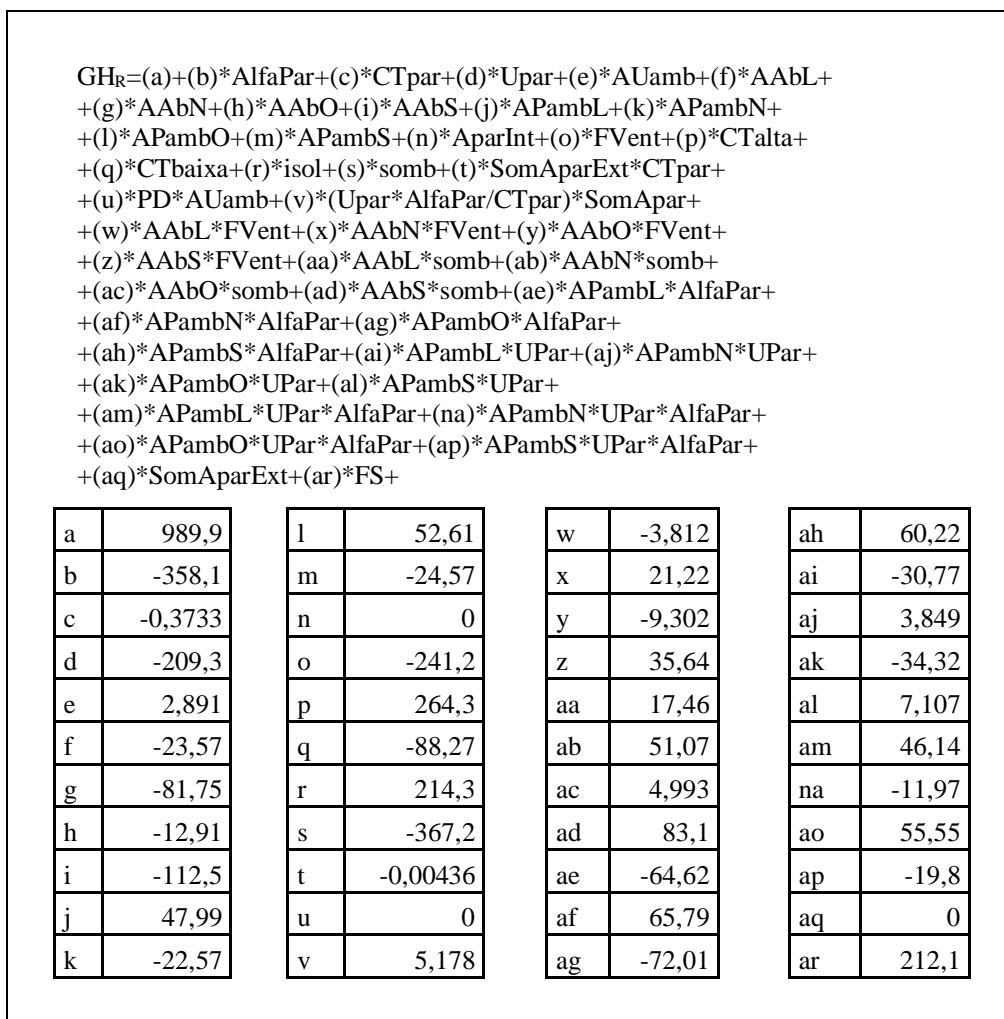 GHR=(a)+(b)*AlfaPar+(c)*CTpar+(d)*Upar+(e)*AUamb+(f)*AAbL+
+(g)*AAbN+(h)*AAbO+(i)*AAbS+(j)*APambL+(k)*APambN+
+(l)*APambO+(m)*APambS+(n)*AparInt+(o)*FVent+(p)*CTalta+
+(q)*CTbaixa+(r)*isol+(s)*somb+(t)*SomAparExt*CTpar+
+(u)*PD*AUamb+(v)*(Upar*AlfaPar/CTpar)*SomApar+
+(w)*AAbL*FVent+(x)*AAbN*FVent+(y)*AAbO*FVent+
+(z)*AAbS*FVent+(aa)*AAbL*somb+(ab)*AAbN*somb+
+(ac)*AAbO*somb+(ad)*AAbS*somb+(ae)*APambL*AlfaPar+
+(af)*APambN*AlfaPar+(ag)*APambO*AlfaPar+
+(ah)*APambS*AlfaPar+(ai)*APambL*UPar+(aj)*APambN*UPar+
+(ak)*APambO*UPar+(al)*APambS*UPar+
+(am)*APambL*UPar*AlfaPar+(na)*APambN*UPar*AlfaPar+
+(ao)*APambO*UPar*AlfaPar+(ap)*APambS*UPar*AlfaPar+
+(aq)*SomAparExt+(ar)*FS+
a 989,9 l 52,61 w -3,812 ah 60,22
b -358,1 m -24,57 x 21,22 ai -30,77
c -0,3733 n 0 y -9,302 aj 3,849
d -209,3 o -241,2 z 35,64 ak -34,32
e 2,891 p 264,3 aa 17,46 al 7,107
f -23,57 q -88,27 ab 51,07 am 46,14
g -81,75 r 214,3 ac 4,993 na -11,97
h -12,91 s -367,2 ad 83,1 ao 55,55
i -112,5 t -0,00436 ae -64,62 ap -19,8
j 47,99 u 0 af 65,79 aq 0
k -22,57 v 5,178 ag -72,01 ar 212,1